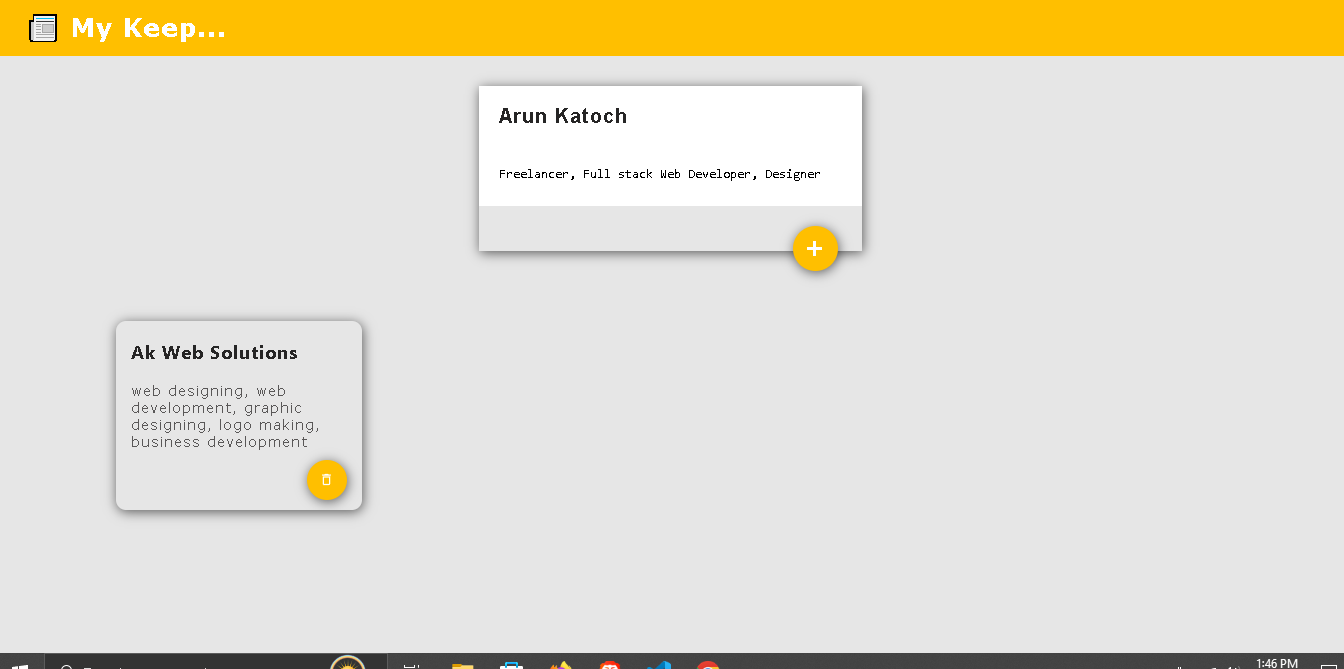 My Keep...
Arun Katoch
Freelancer, Full stack Web Developer, Designer
Ak Web Solutions
web designing, web
development, graphic
designing, logo making,
business development
1:46 PM